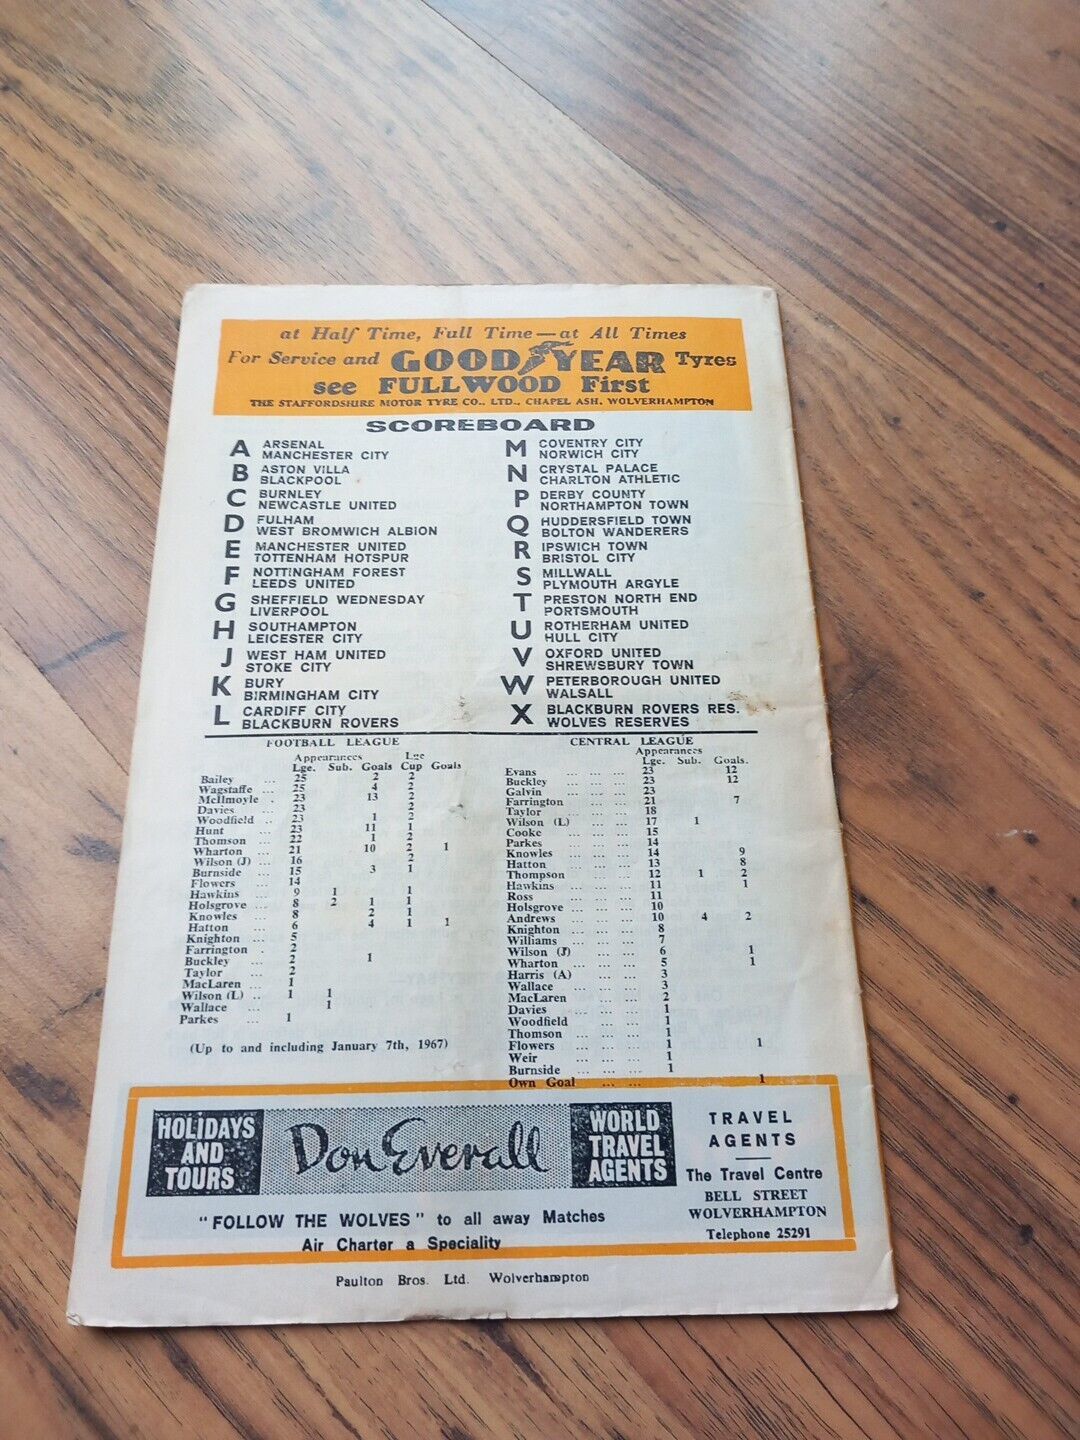 at Half Time, Full Time—at All Times
For Service and GOODYEAR Tyres
see FULLWOOD First
THE STAFFORDSHIRE MOTOR TYRE CO., LTD., CHAPEL ASH, WOLVERHAMPTON
SCOREBOARD
A ARSENAL
MANCHESTER CITY
B ASTON VILLA
BLACKPOOL
C BURNLEY
NEWCASTLE UNITED
D FULHAM
WEST BROMWICH ALBION
E MANCHESTER UNITED
TOTTENHAM HOTSPUR
F NOTTINGHAM FOREST
LEEDS UNITED
G SHEFFIELD WEDNESDAY
LIVERPOOL
H SOUTHAMPTON
LEICESTER CITY
J WEST HAM UNITED
STOKE CITY
K BURY
BIRMINGHAM CITY
L CARDIFF CITY
BLACKBURN ROVERS
M COVENTRY CITY
NORWICH CITY
N CRYSTAL PALACE
CHARLTON ATHLETIC
P DERBY COUNTY
NORTHAMPTON TOWN
Q HUDDERSFIELD TOWN
BOLTON WANDERERS
R IPSWICH TOWN
BRISTOL CITY
S MILLWALL
PLYMOUTH ARGYLE
T PRESTON NORTH END
PORTSMOUTH
U ROTHERHAM UNITED
HULL CITY
V OXFORD UNITED
SHREWSBURY TOWN
W PETERBOROUGH UNITED
WALSALL
X BLACKBURN ROVERS RES.
WOLVES RESERVES
FOOTBALL LEAGUE
Appearances Lge
Lge. Sub. Goals Cup Goals
Bailey ... 25 2 2
Wagstaffe ... 25 4 2
McIlmoyle . 23 13 2
Davies ... 23 2
Woodfield .. 23 1 2
Hunt ... 23 11 1
Thomson ... 22 1 2
Wharton ... 21 10 2 1
Wilson (J) ... 16 2
Burnside ... 15 3 1
Flowers ... 14
Hawkins ... 9 1 1
Holsgrove ... 8 2 1 1
Knowles ... 8 2 1
Hatton ... 6 4 1 1
Knighton ... 5
Farrington . 2
Buckley ... 2 1
Taylor ... 2
MacLaren ... 1
Wilson (L) .. 1 1
Wallace ... 1
Parkes ... 1
(Up to and including January 7th, 1967)
CENTRAL LEAGUE
Appearances
Lge. Sub. Goals.
Evans ... ... ... 23 12
Buckley ... ... ... 23 12
Galvin ... ... ... 23
Farrington ... ... 21 7
Taylor ... ... ... 18
Wilson (L) ... ... 17 1
Cooke ... ... ... 15
Parkes ... ... ... 14
Knowles ... ... ... 14 9
Hatton ... ... ... 13 8
Thompson ... ... 12 1 2
Hawkins ... ... ... 11 1
Ross ... ... ... 11
Holsgrove ... ... 10
Andrews ... ... ... 10 4 2
Knighton ... ... 8
Williams ... ... 7
Wilson (J) ... ... 6 1
Wharton ... ... ... 5 1
Harris (A) ... ... 3
Wallace ... ... ... 3
MacLaren ... ... 2
Davies ... ... ... 1
Woodfield ... ... 1
Thomson ... ... 1
Flowers ... ... ... 1 1
Weir ... ... ... 1
Burnside ... ... ... 1
Own Goal ... ... 1
HOLIDAYS
AND
TOURS
Don Everall
WORLD
TRAVEL
AGENTS
"FOLLOW THE WOLVES" to all away Matches
Air Charter a Speciality
TRAVEL
AGENTS
The Travel Centre
BELL STREET
WOLVERHAMPTON
Telephone 25291
Paulton Bros. Ltd. Wolverhampton